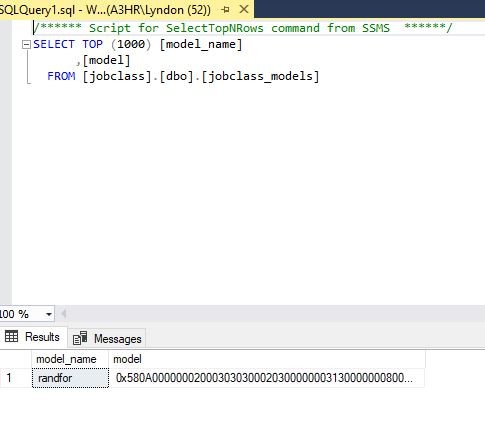 SQLQuery1.sql - W...(A3HR\Lyndon (52))
/****** Script for SelectTopNRows command from SSMS ******/
SELECT TOP (1000) [model_name]
,[model]
FROM [jobclass].[dbo].[jobclass_models]
100 %
Results Messages
model_name model
1 randfor 0x580A000000020003030300020300000003130000000800...